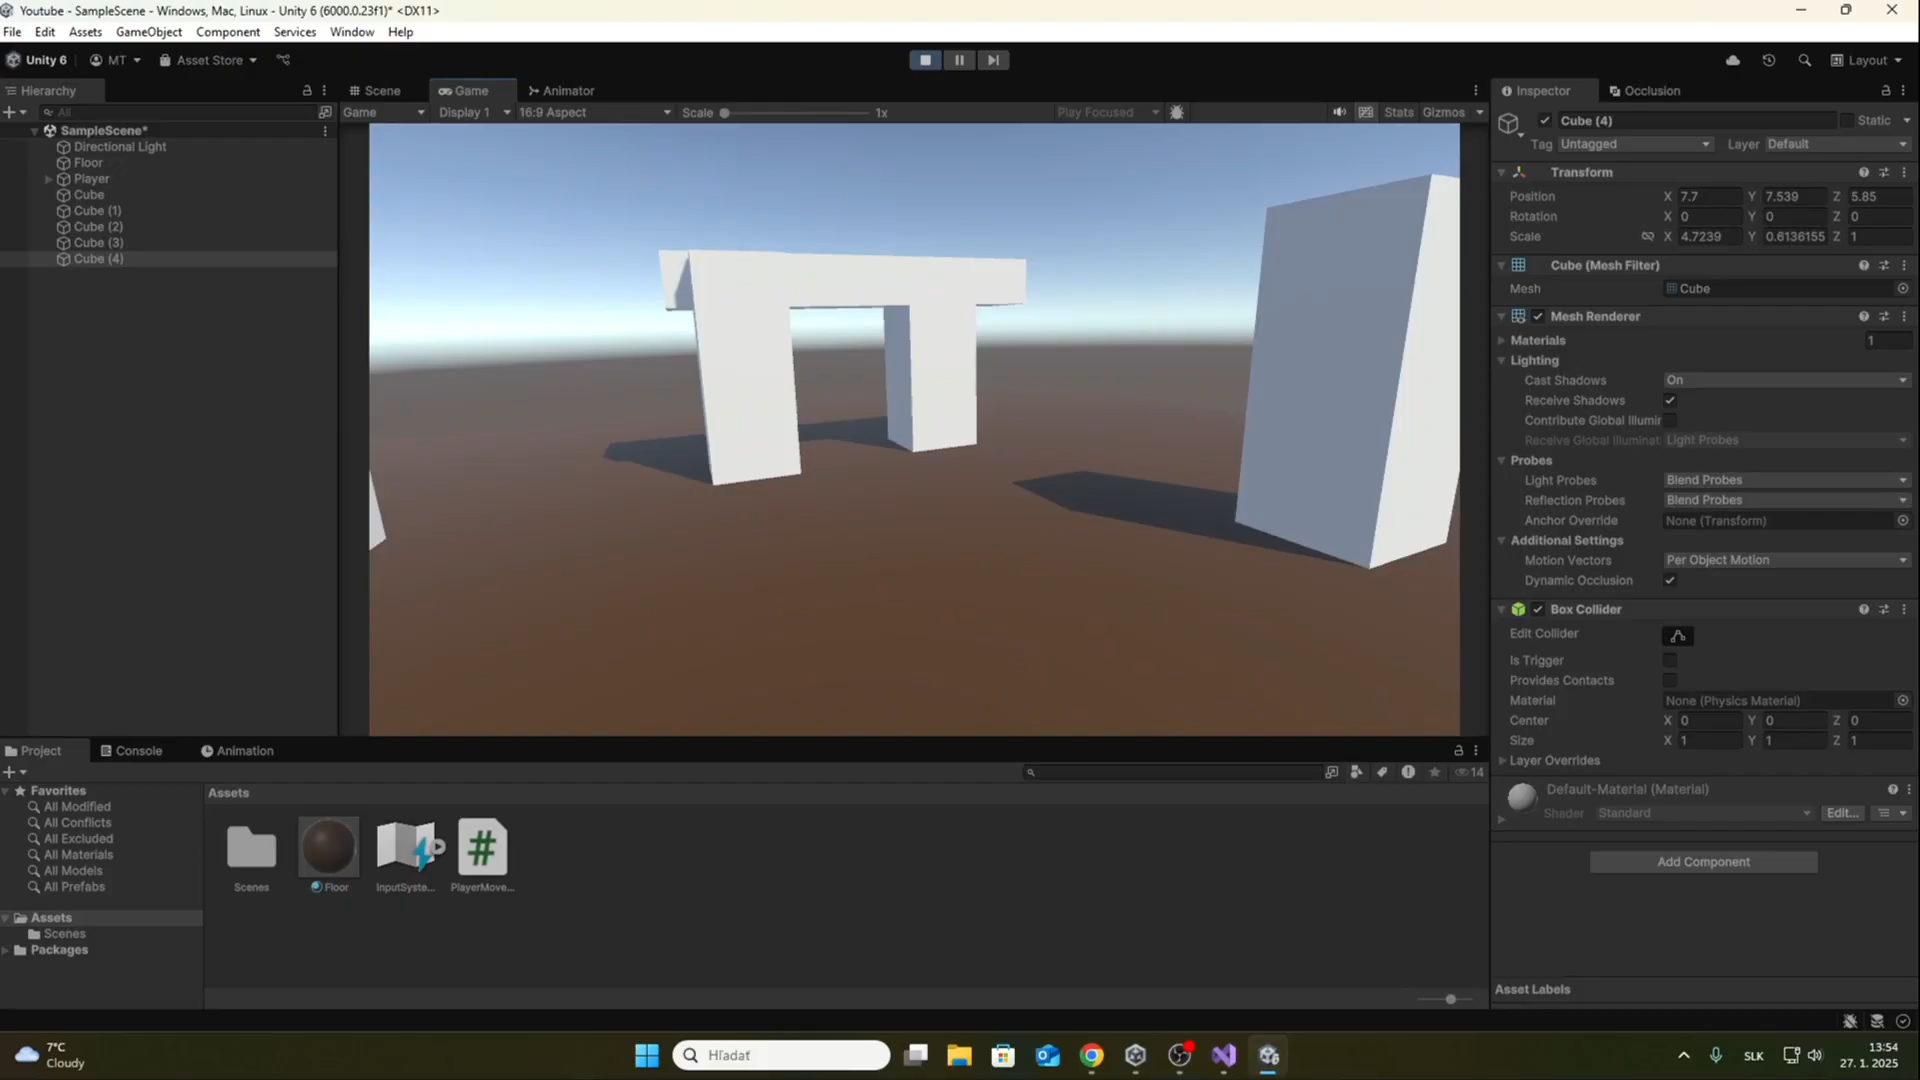 Youtube - SampleScene - Windows, Mac, Linux - Unity 6 (6000.0.23f1)* <DX11>
File Edit Assets GameObject Component Services Window Help
Unity 6 MT Asset Store Layout
Hierarchy
All
SampleScene*
Directional Light
Floor
Player
Cube
Cube (1)
Cube (2)
Cube (3)
Cube (4)
Scene Game Animator
Game Display 1 16:9 Aspect Scale 1x Play Focused Stats Gizmos
Inspector Occlusion
Cube (4) Static
Tag Untagged Layer Default
Transform
Position X 7.7 Y 7.539 Z 5.85
Rotation X 0 Y 0 Z 0
Scale X 4.7239 Y 0.6136155 Z 1
Cube (Mesh Filter)
Mesh Cube
Mesh Renderer
Materials 1
Lighting
Cast Shadows On
Receive Shadows
Contribute Global Illumir
Receive Global Illuminat Light Probes
Probes
Light Probes Blend Probes
Reflection Probes Blend Probes
Anchor Override None (Transform)
Additional Settings
Motion Vectors Per Object Motion
Dynamic Occlusion
Box Collider
Edit Collider
Is Trigger
Provides Contacts
Material None (Physics Material)
Center X 0 Y 0 Z 0
Size X 1 Y 1 Z 1
Layer Overrides
Default-Material (Material)
Shader Standard Edit...
Add Component
Asset Labels
Project Console Animation
14
Favorites
All Modified
All Conflicts
All Excluded
All Materials
All Models
All Prefabs
Assets
Scenes
Packages
Assets
Scenes Floor InputSyste... PlayerMove...
7°C
Cloudy
Hľadať
SLK
13:54
27. 1. 2025